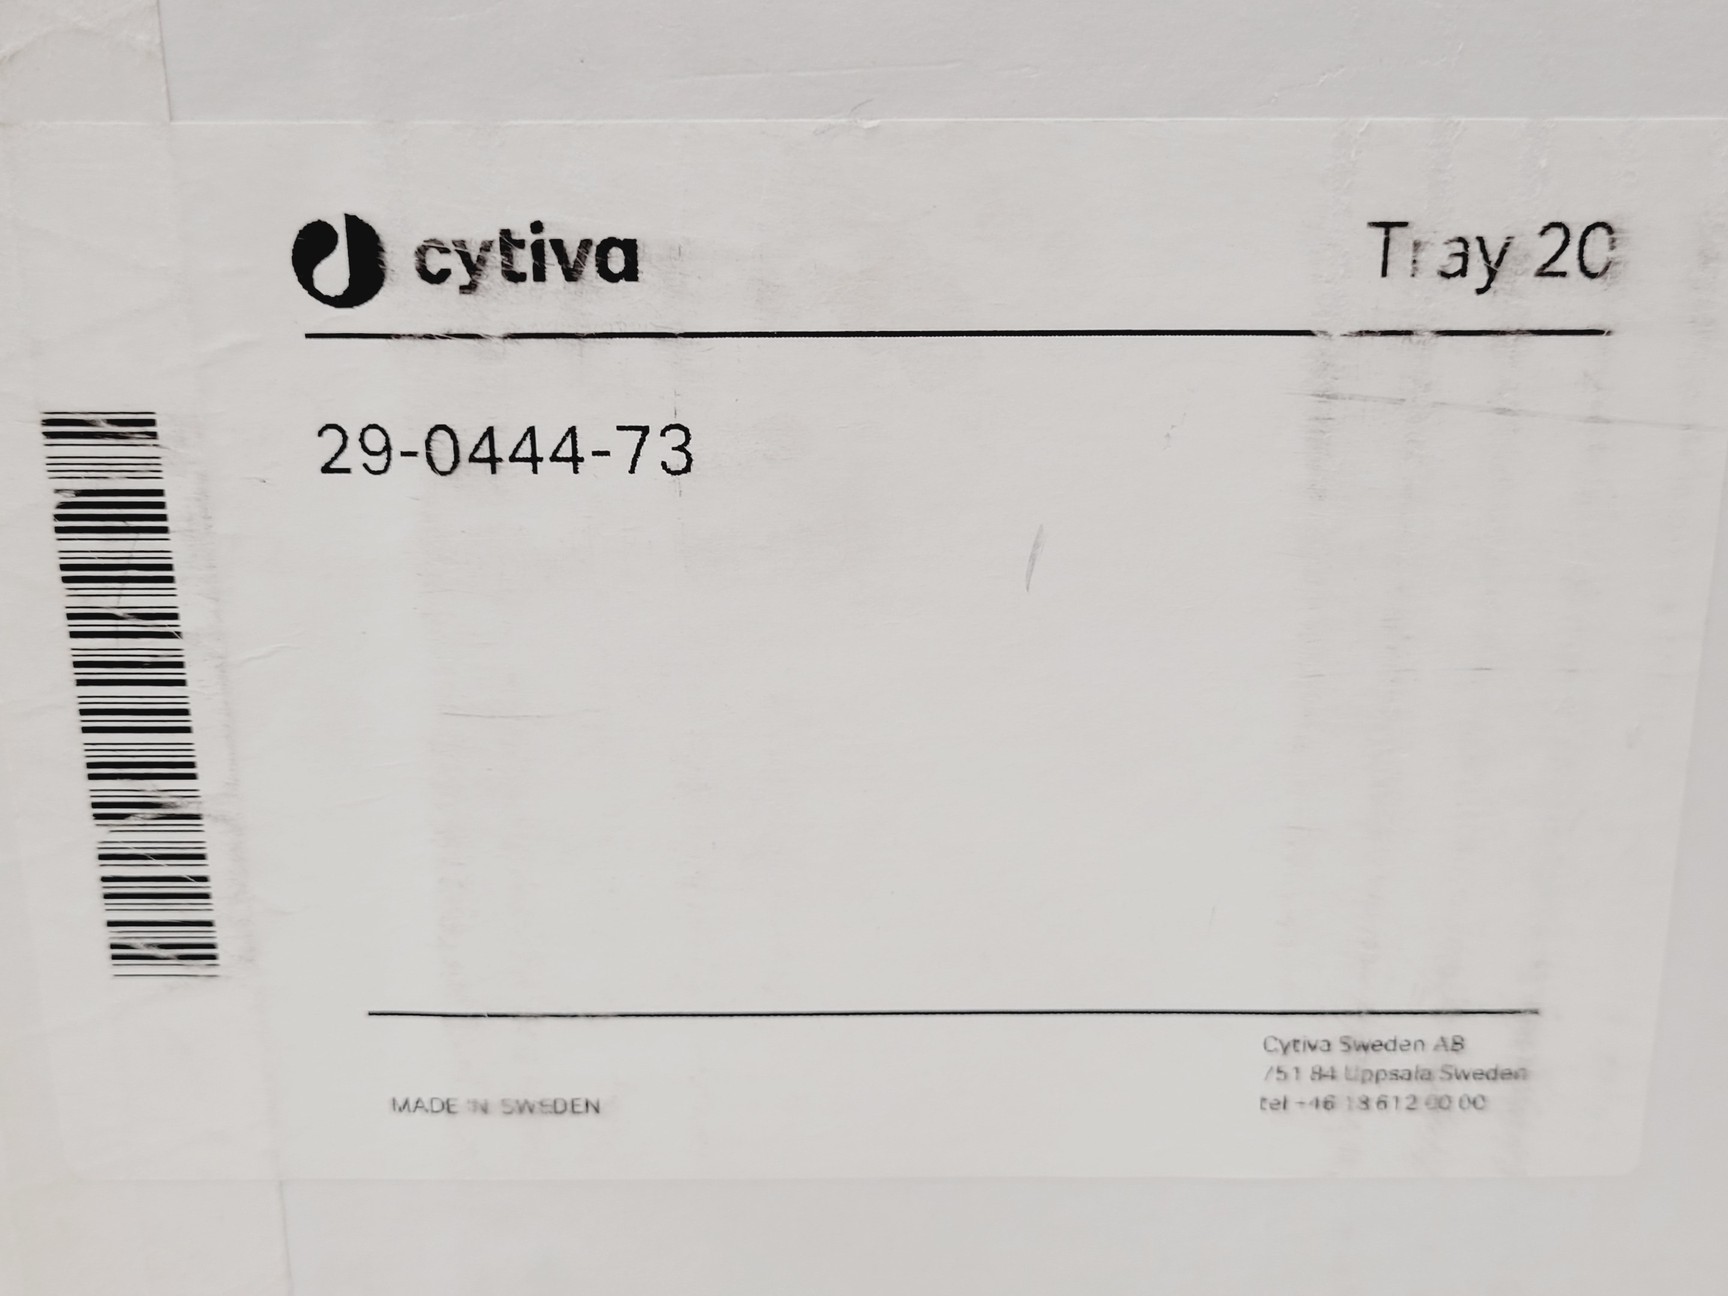 cytiva
Tray 20
29-0444-73
Cytiva Sweden AB
751 84 Uppsala Sweden
tel +46 18 612 00 00
MADE IN SWEDEN